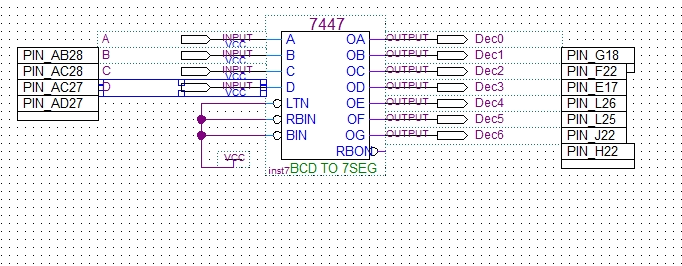 7447
A INPUT VCC A OA OUTPUT Dec0
PIN_AB28 B INPUT VCC B OB OUTPUT Dec1 PIN_G18
PIN_AC28 C INPUT VCC C OC OUTPUT Dec2 PIN_F22
PIN_AC27 D INPUT VCC D OD OUTPUT Dec3 PIN_E17
PIN_AD27 LTN OE OUTPUT Dec4 PIN_L26
RBIN OF OUTPUT Dec5 PIN_L25
BIN OG OUTPUT Dec6 PIN_J22
RBON PIN_H22
VCC
inst7 BCD TO 7SEG